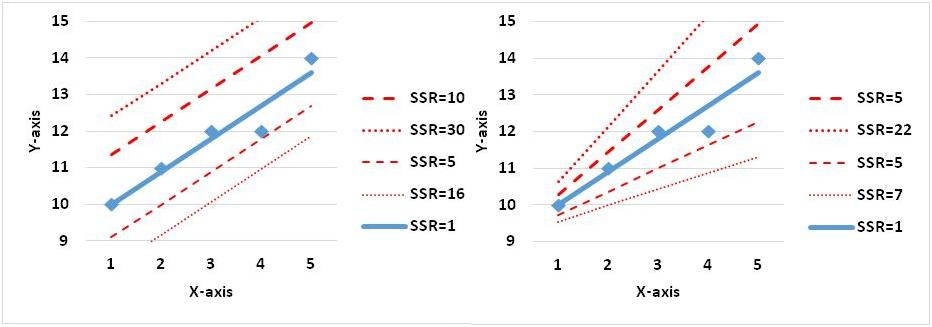 15
14
13
12
11
10
9
Y-axis
1 2 3 4 5
X-axis
SSR=10
SSR=30
SSR=5
SSR=16
SSR=1
15
14
13
12
11
10
9
Y-axis
1 2 3 4 5
X-axis
SSR=5
SSR=22
SSR=5
SSR=7
SSR=1